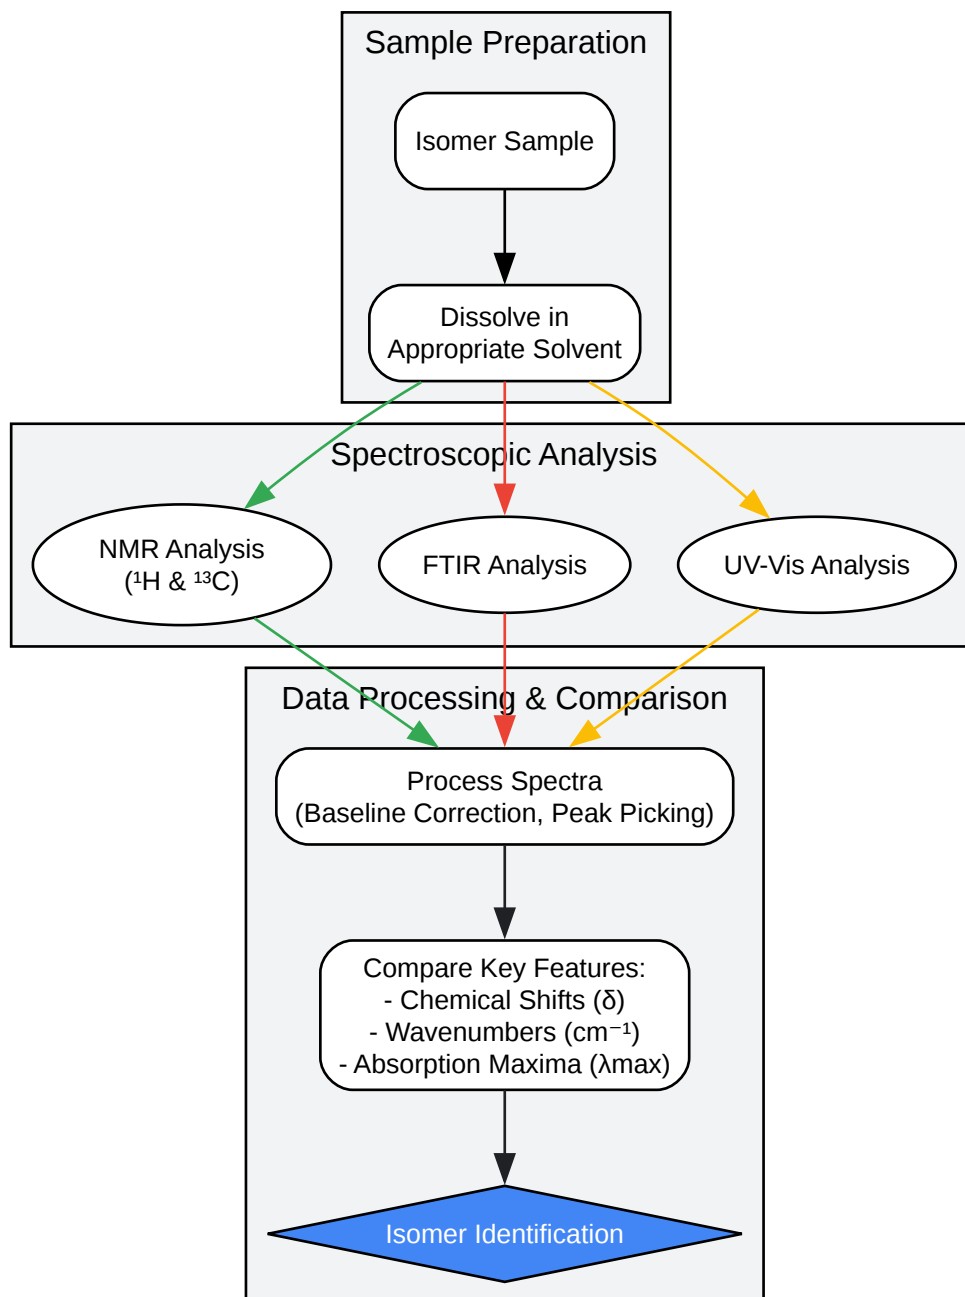 Sample Preparation
Isomer Sample
Dissolve in
Appropriate Solvent
Spectroscopic Analysis
NMR Analysis
(¹H & ¹³C)
FTIR Analysis
UV-Vis Analysis
Data Processing & Comparison
Process Spectra
(Baseline Correction, Peak Picking)
Compare Key Features:
- Chemical Shifts (δ)
- Wavenumbers (cm⁻¹)
- Absorption Maxima (λmax)
Isomer Identification